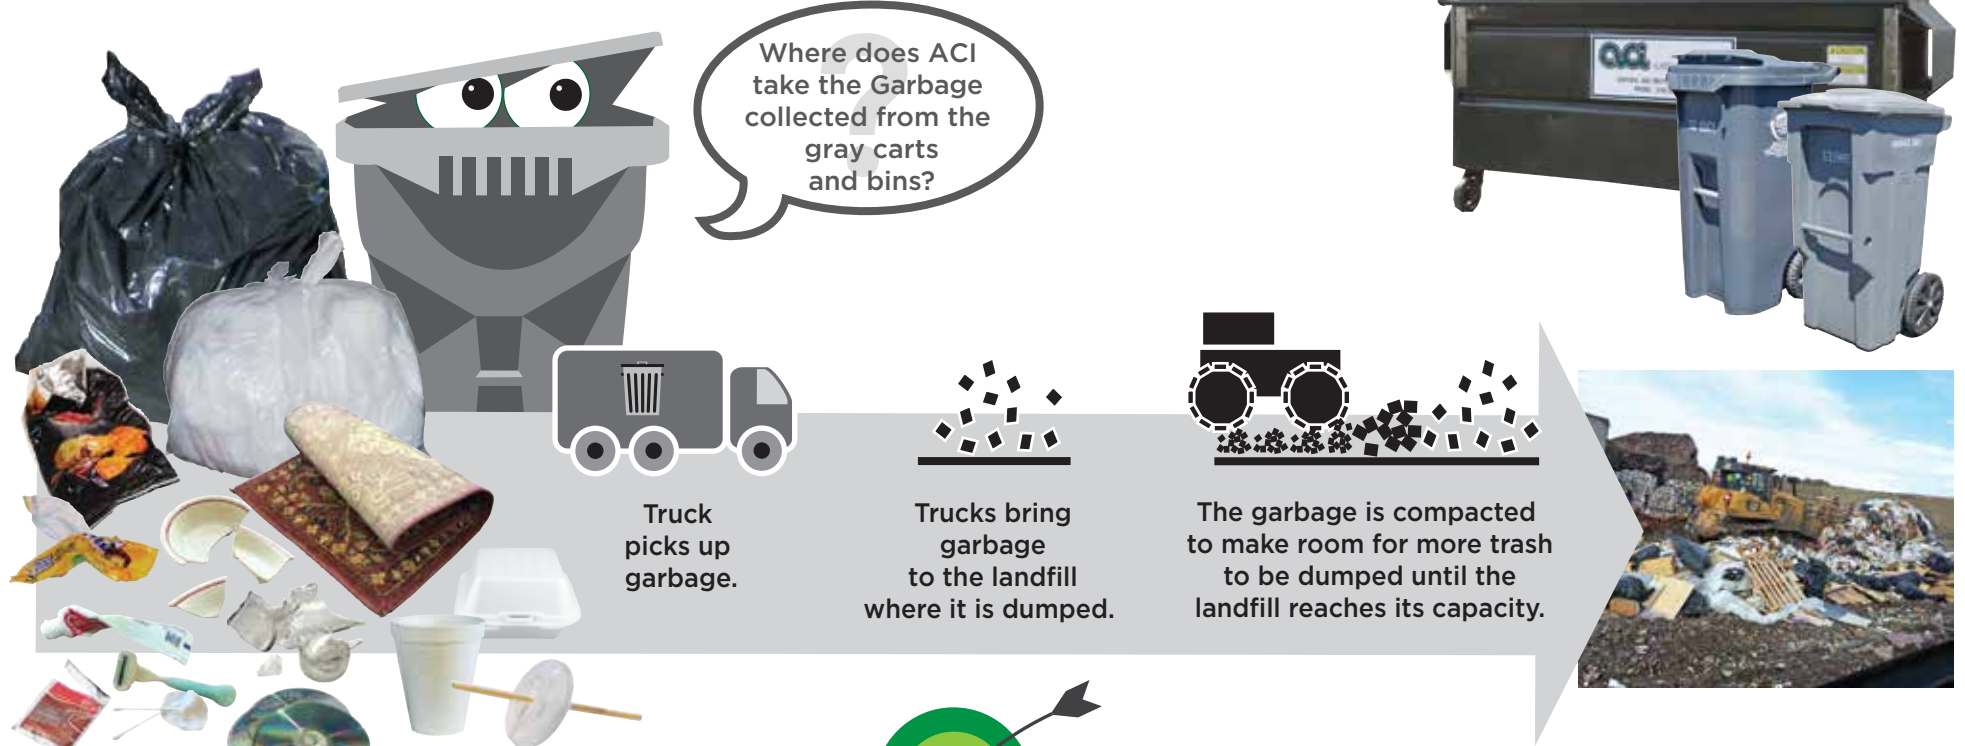 Where does ACI
take the Garbage
collected from the
gray carts
and bins?
?
aci
Truck
picks up
garbage.
Trucks bring
garbage
to the landfill
where it is dumped.
The garbage is compacted
to make room for more trash
to be dumped until the
landfill reaches its capacity.